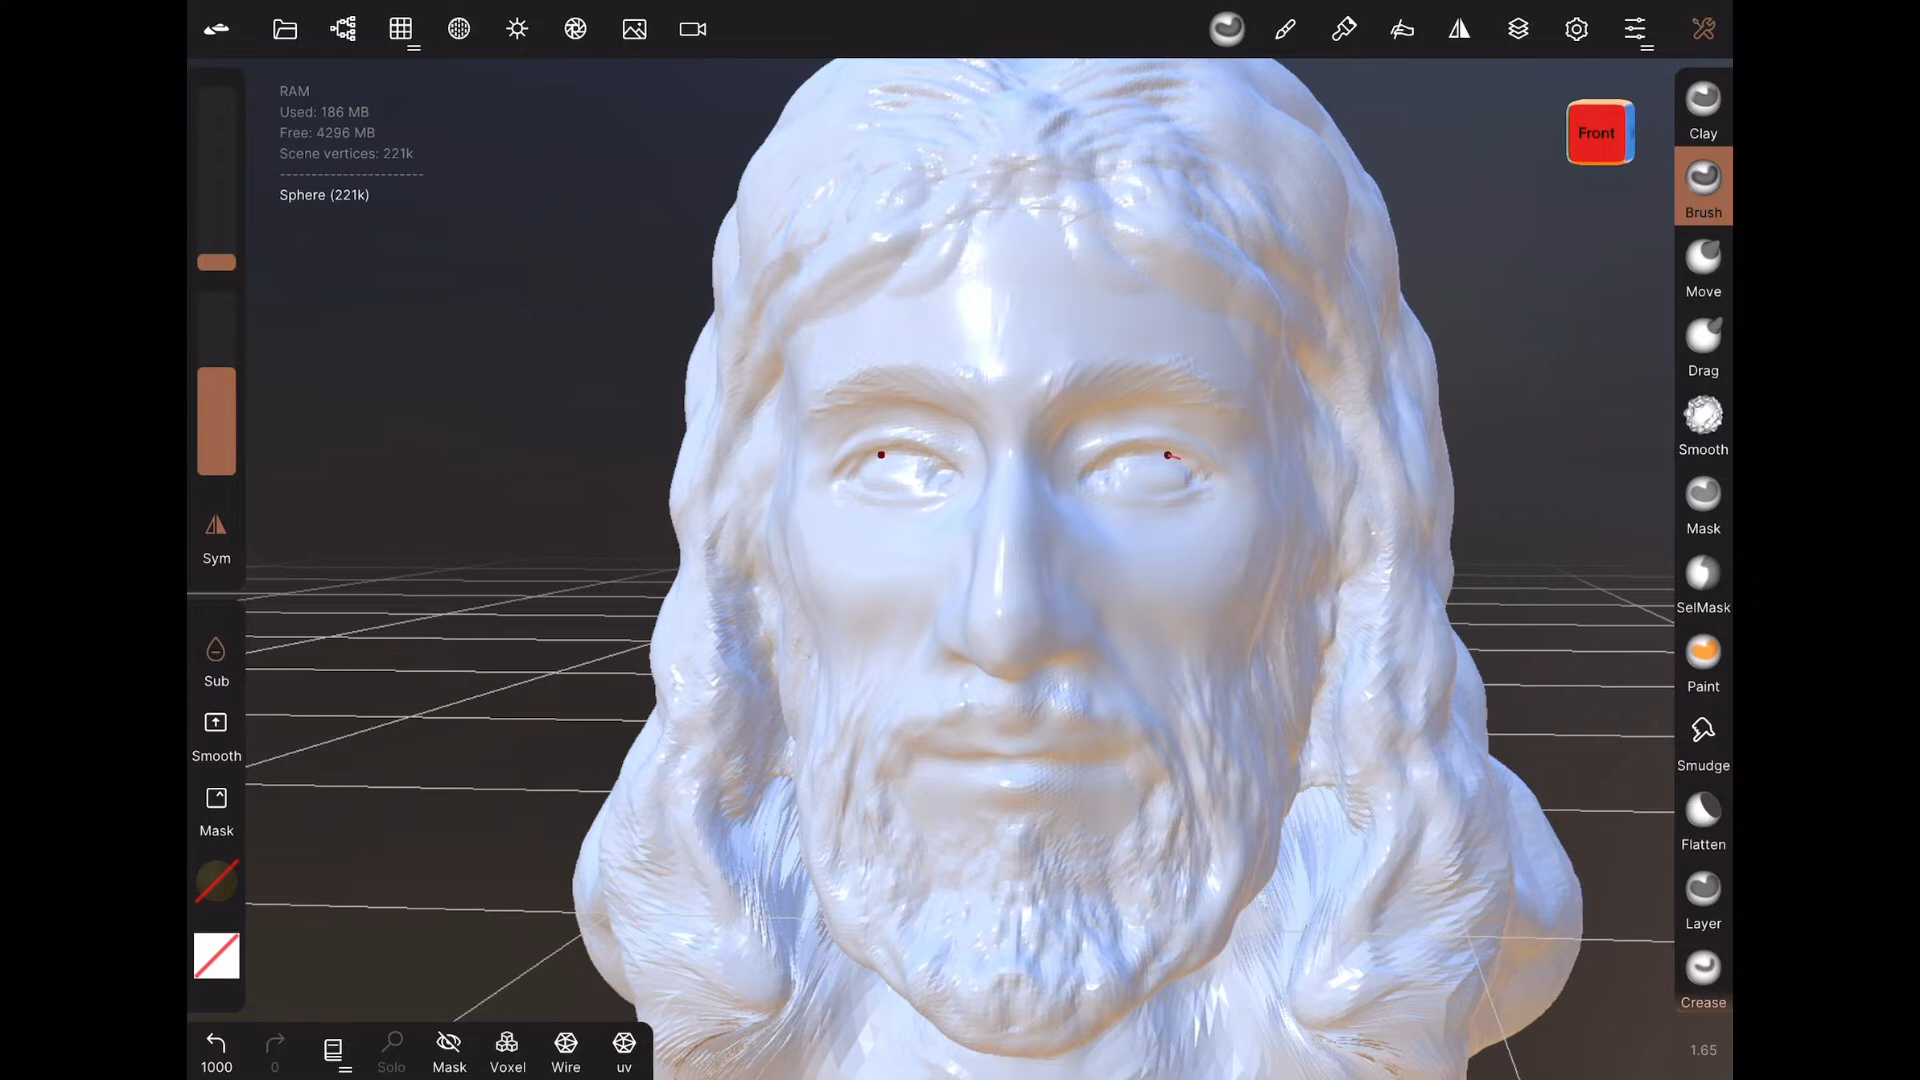 RAM
Used: 186 MB
Free: 4296 MB
Scene vertices: 221k
-----------------------
Sphere (221k)
Front
Sym
Sub
Smooth
Mask
1000
0
Solo
Mask
Voxel
Wire
uv
Clay
Brush
Move
Drag
Smooth
Mask
SelMask
Paint
Smudge
Flatten
Layer
Crease
1.65